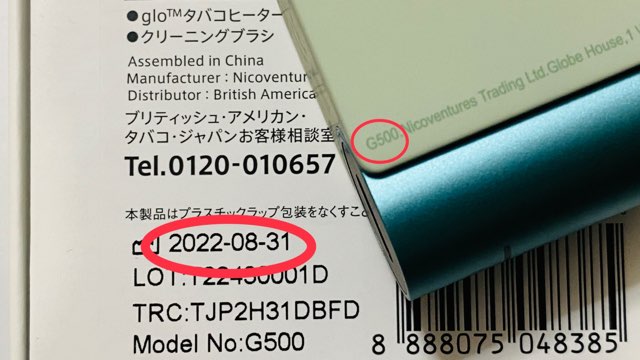 ●glo™タバコヒーター
●クリーニングブラシ
Assembled in China
Manufacturer : Nicoventur
Distributor : British America
ブリティッシュ・アメリカン・
タバコ・ジャパンお客様相談室
Tel.0120-010657
本製品はプラスチックラップ包装をなくすこと
2022-08-31
LOT:
TRC:TJP2H31DBFD
Model No:G500
G500,Nicoventures Trading Ltd.Globe House,1
8 888075 048385